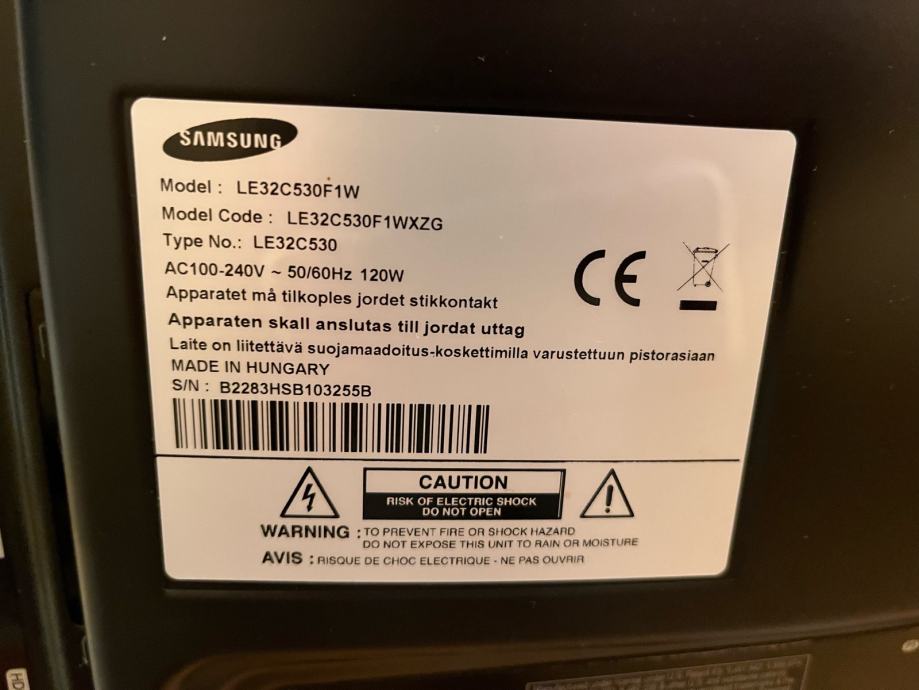 SAMSUNG
Model : LE32C530F1W
Model Code : LE32C530F1WXZG
Type No.: LE32C530
AC100-240V ~ 50/60Hz 120W
Apparatet må tilkoples jordet stikkontakt
Apparaten skall anslutas till jordat uttag
Laite on liitettävä suojamaadoitus-koskettimilla varustettuun pistorasiaan
MADE IN HUNGARY
S/N : B2283HSB103255B
CE
CAUTION
RISK OF ELECTRIC SHOCK
DO NOT OPEN
WARNING : TO PREVENT FIRE OR SHOCK HAZARD
DO NOT EXPOSE THIS UNIT TO RAIN OR MOISTURE
AVIS : RISQUE DE CHOC ELECTRIQUE - NE PAS OUVRIR
HD